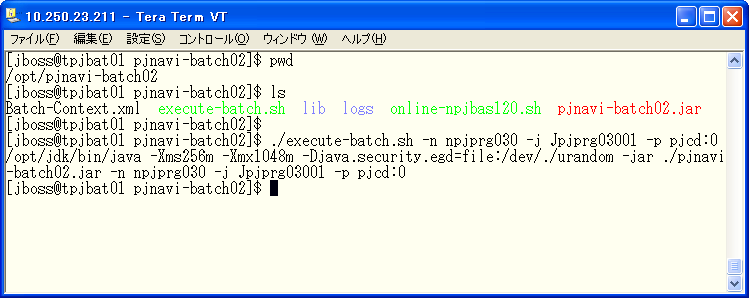 10.250.23.211 - Tera Term VT
ファイル(F) 編集(E) 設定(S) コントロール(O) ウィンドウ(W) ヘルプ(H)
[jboss@tpjbat01 pjnavi-batch02]$ pwd
/opt/pjnavi-batch02
[jboss@tpjbat01 pjnavi-batch02]$ ls
Batch-Context.xml execute-batch.sh lib logs online-npjbas120.sh pjnavi-batch02.jar
[jboss@tpjbat01 pjnavi-batch02]$
[jboss@tpjbat01 pjnavi-batch02]$ ./execute-batch.sh -n npjprg030 -j Jpjprg03001 -p pjcd:0
/opt/jdk/bin/java -Xms256m -Xmx1048m -Djava.security.egd=file:/dev/./urandom -jar ./pjnavi
-batch02.jar -n npjprg030 -j Jpjprg03001 -p pjcd:0
[jboss@tpjbat01 pjnavi-batch02]$